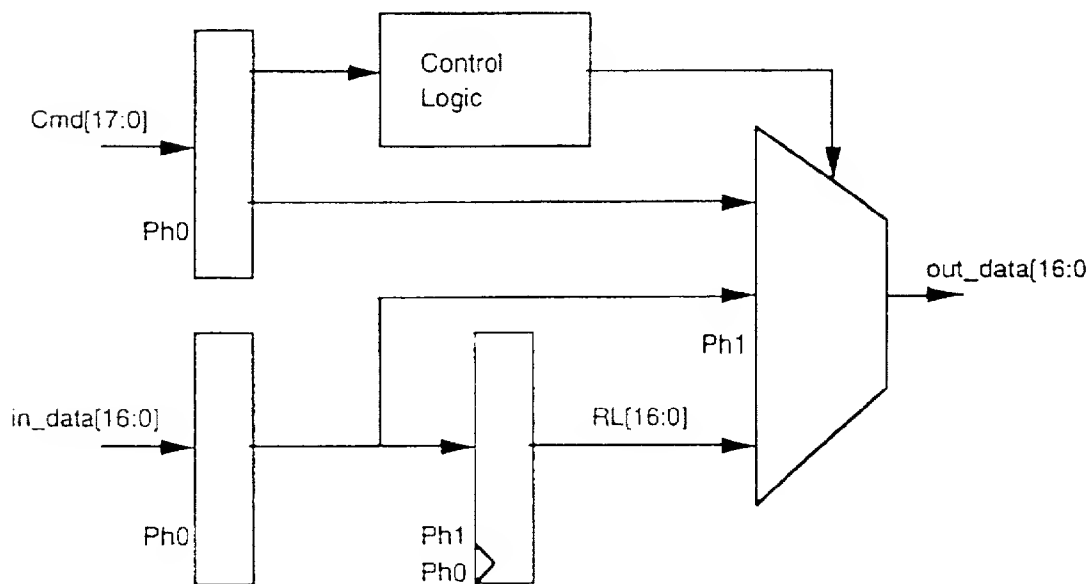 Control
Logic
Cmd[17:0]
Ph0
out_data[16:0
Ph1
in_data[16:0]
RL[16:0]
Ph0
Ph1
Ph0